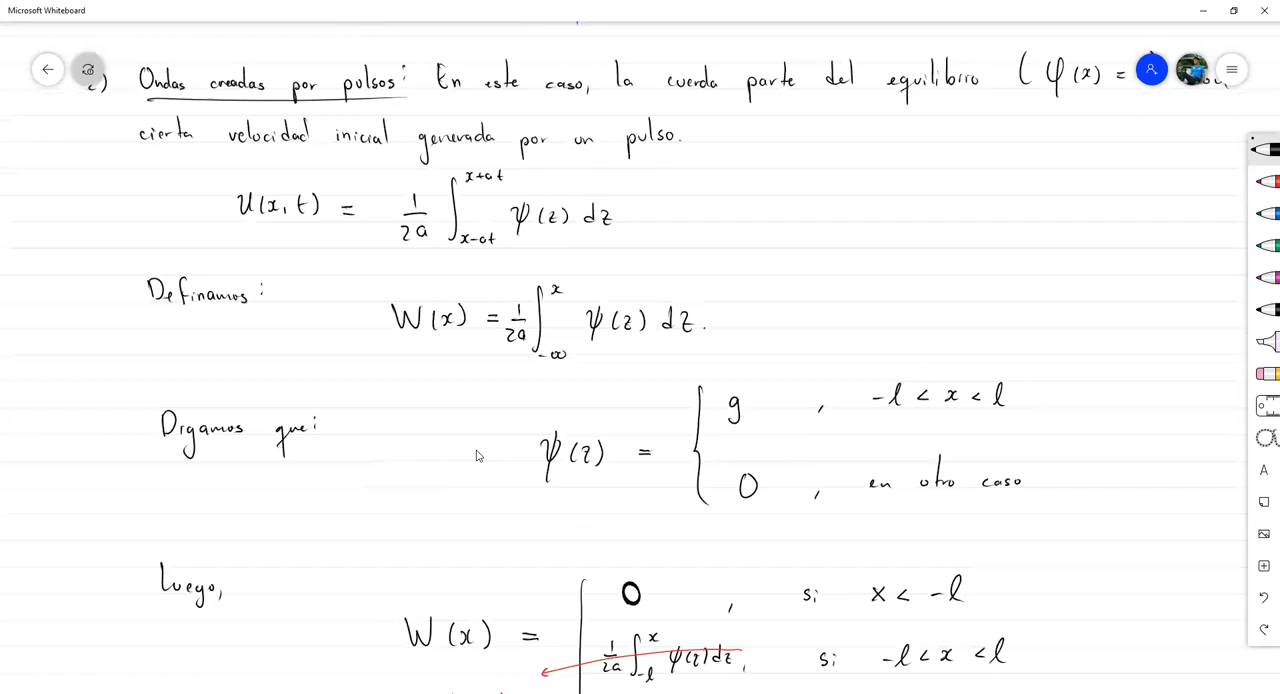 Microsoft Whiteboard
Ondas creadas por pulsos: En este caso, la cuerda parte del equilibrio ( φ(x) =
cierta velocidad inicial generada por un pulso.
u(x,t) = 1/2a ∫_{x-at}^{x+at} ψ(z) dz
Definamos:
W(x) = 1/2a ∫_{-∞}^{x} ψ(z) dz.
Digamos que:
ψ(z) = { g , -l < x < l
0 , en otro caso
Luego,
W(x) = 0 , si x < -l
1/2a ∫_{-l}^{x} ψ(z)dz, si -l < x < l
A